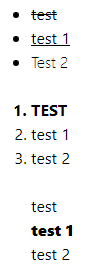 • test
• test 1
• Test 2
1. TEST
2. test 1
3. test 2
test
test 1
test 2